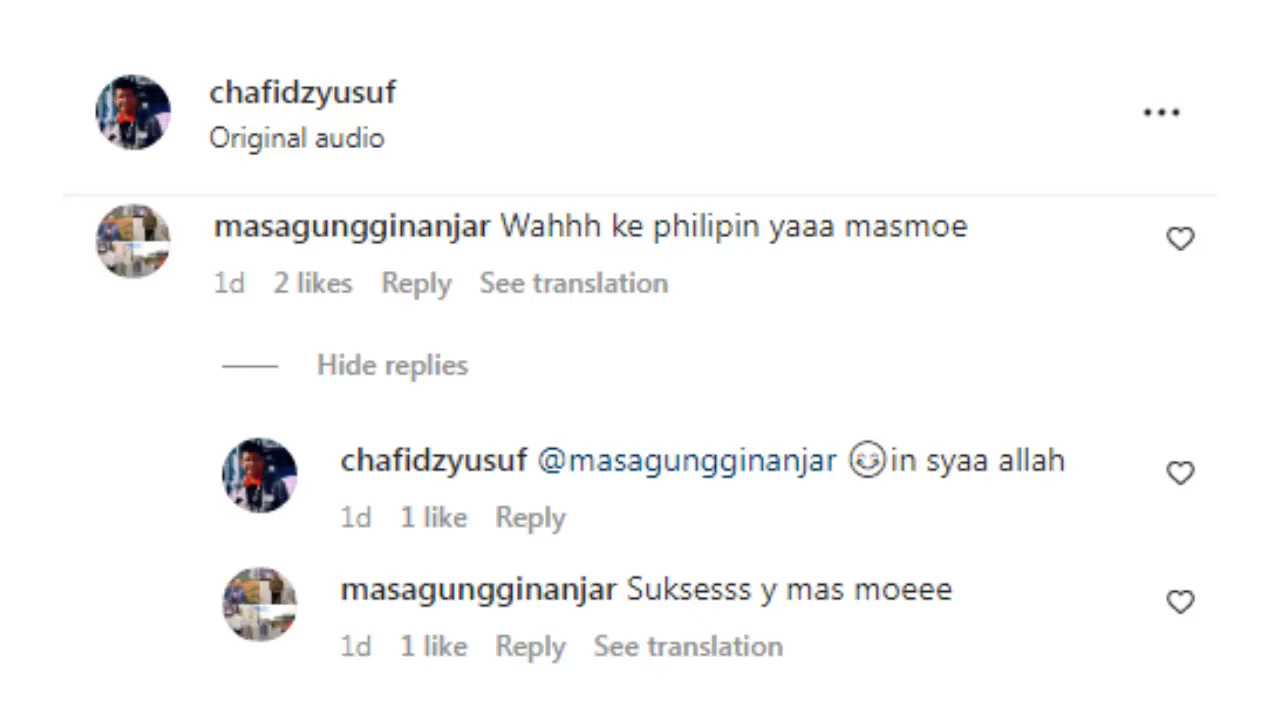 chafidzyusuf
Original audio
•••
masagungginanjar Wahhh ke philipin yaaa masmoe
1d 2 likes Reply See translation
Hide replies
chafidzyusuf @masagungginanjar 😊in syaa allah
1d 1 like Reply
masagungginanjar Suksesss y mas moeee
1d 1 like Reply See translation